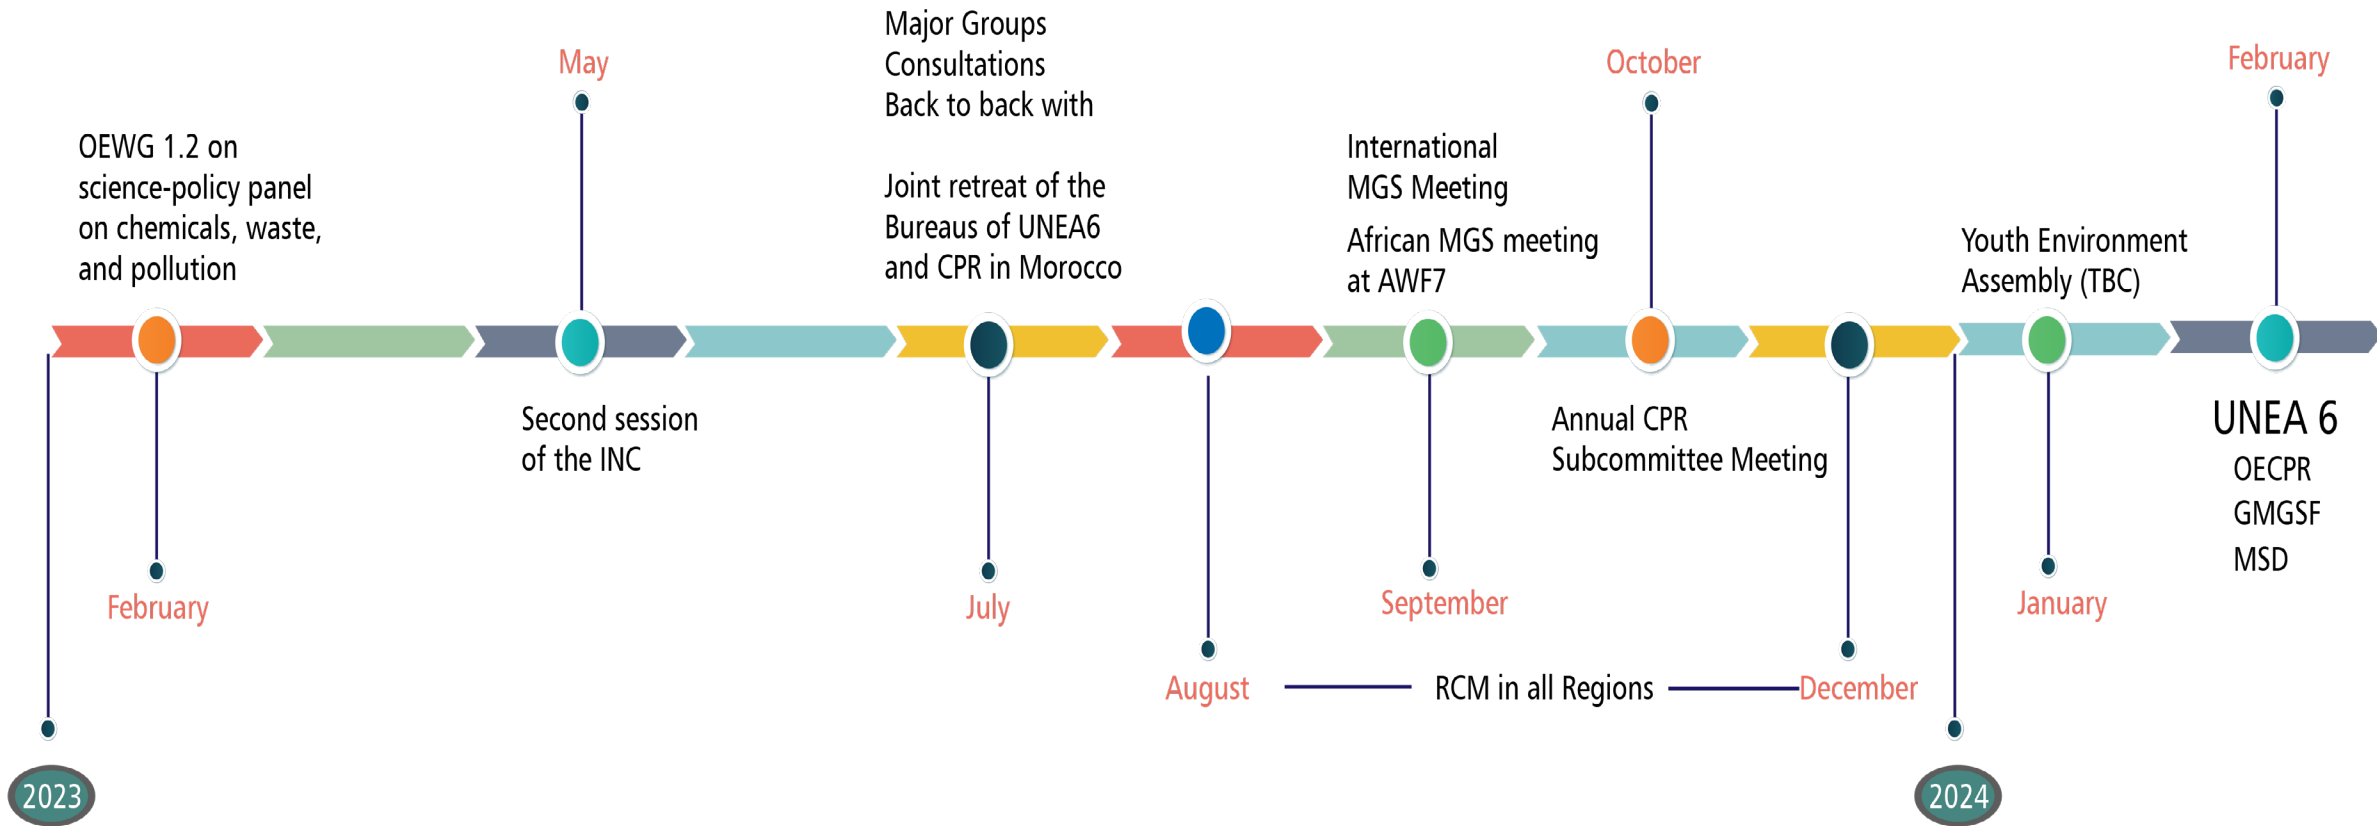 May
October
February
OEWG 1.2 on
science-policy panel
on chemicals, waste,
and pollution
Major Groups
Consultations
Back to back with
Joint retreat of the
Bureaus of UNEA6
and CPR in Morocco
International
MGS Meeting
African MGS meeting
at AWF7
Youth Environment
Assembly (TBC)
Second session
of the INC
Annual CPR
Subcommittee Meeting
UNEA 6
OECPR
GMGSF
MSD
February
July
September
January
August
RCM in all Regions
December
2023
2024